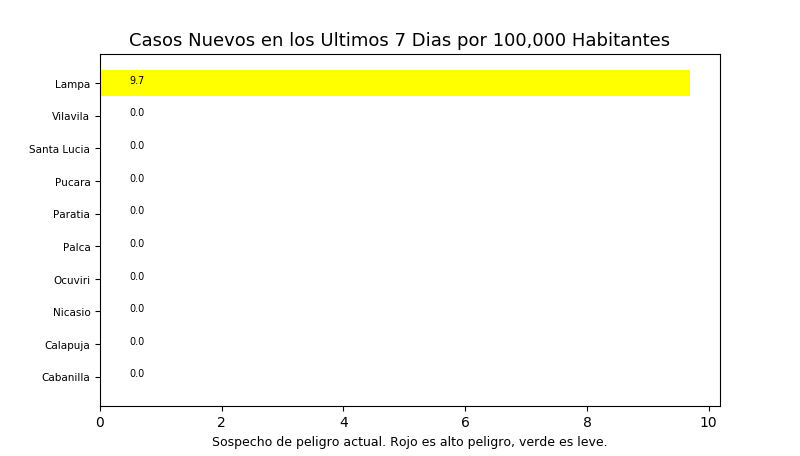 Casos Nuevos en los Ultimos 7 Dias por 100,000 Habitantes
Lampa 9.7
Vilavila 0.0
Santa Lucia 0.0
Pucara 0.0
Paratia 0.0
Palca 0.0
Ocuviri 0.0
Nicasio 0.0
Calapuja 0.0
Cabanilla 0.0
0 2 4 6 8 10
Sospecho de peligro actual. Rojo es alto peligro, verde es leve.